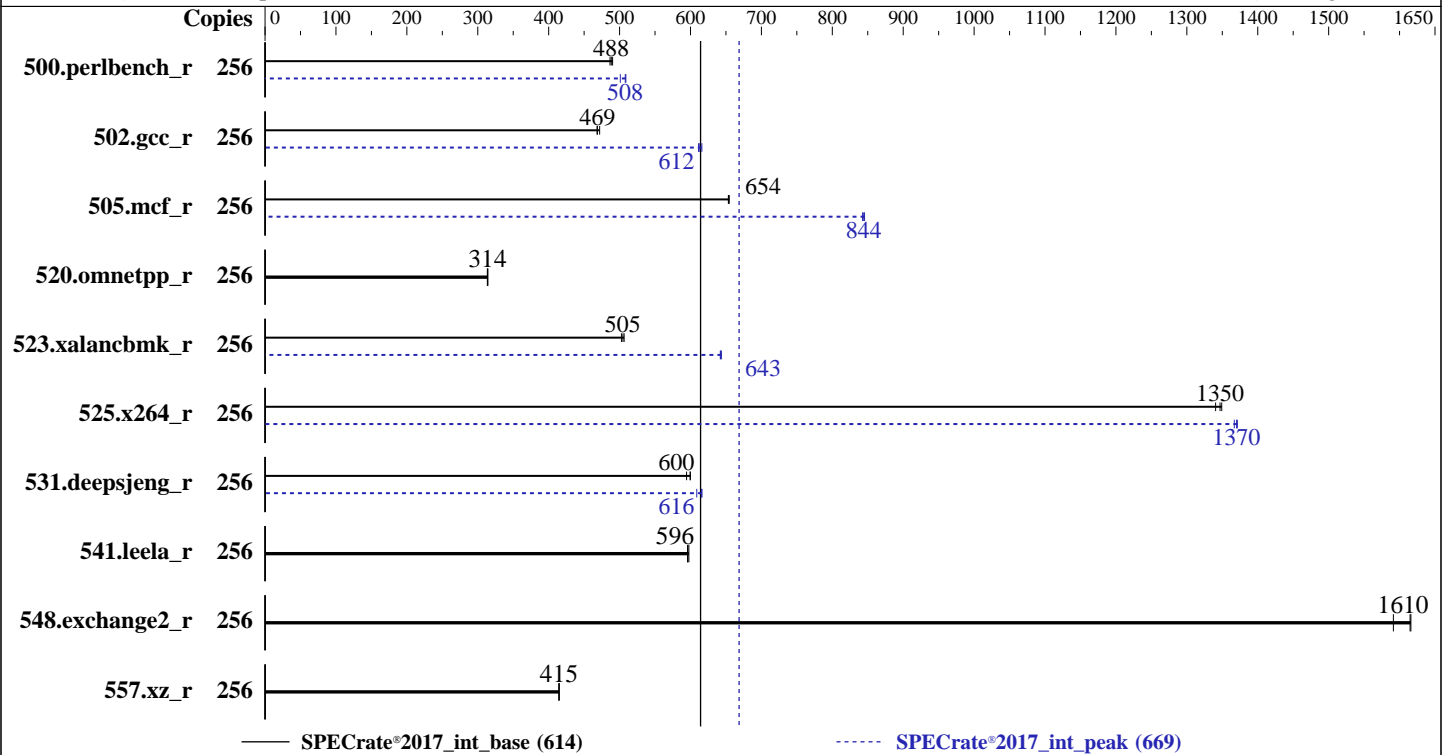 Copies 0 100 200 300 400 500 600 700 800 900 1000 1100 1200 1300 1400 1500 1650
500.perlbench_r 256 488
508
502.gcc_r 256 469
612
505.mcf_r 256 654
844
520.omnetpp_r 256 314
523.xalancbmk_r 256 505
643
525.x264_r 256 1350
1370
531.deepsjeng_r 256 600
616
541.leela_r 256 596
548.exchange2_r 256 1610
557.xz_r 256 415
SPECrate®2017_int_base (614) SPECrate®2017_int_peak (669)